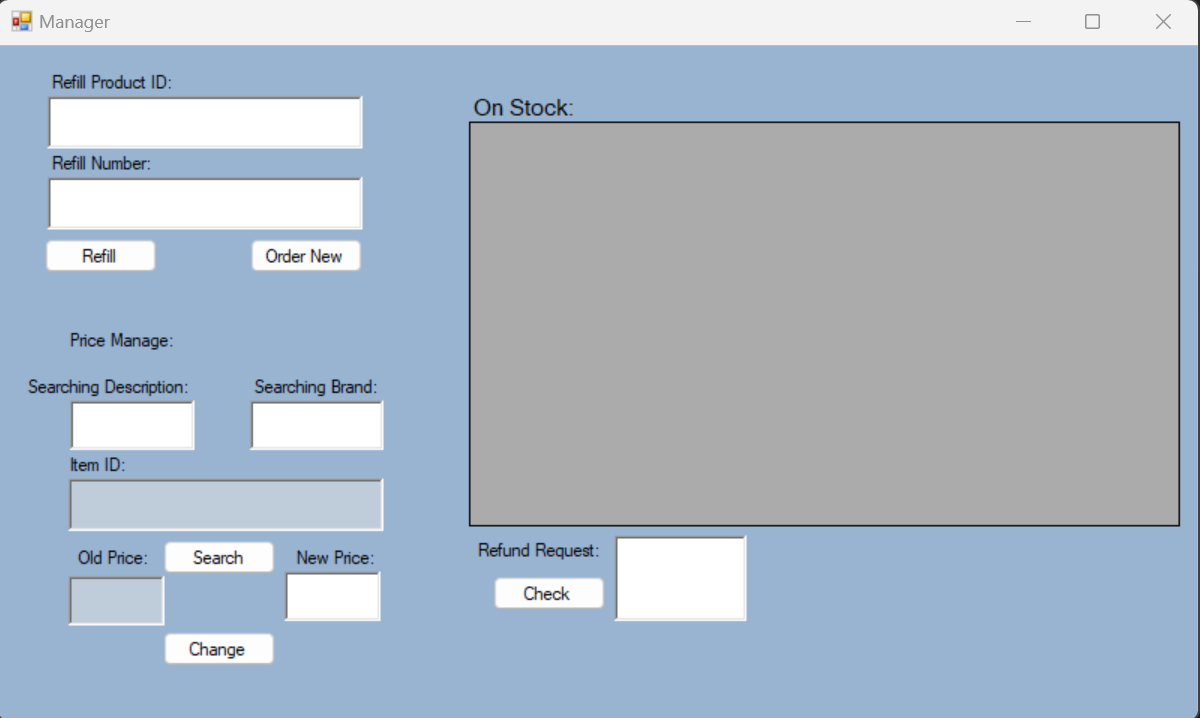 Manager
Refill Product ID:
Refill Number:
Refill
Order New
Price Manage:
Searching Description:
Searching Brand:
Item ID:
Old Price:
Search
New Price:
Change
On Stock:
Refund Request:
Check